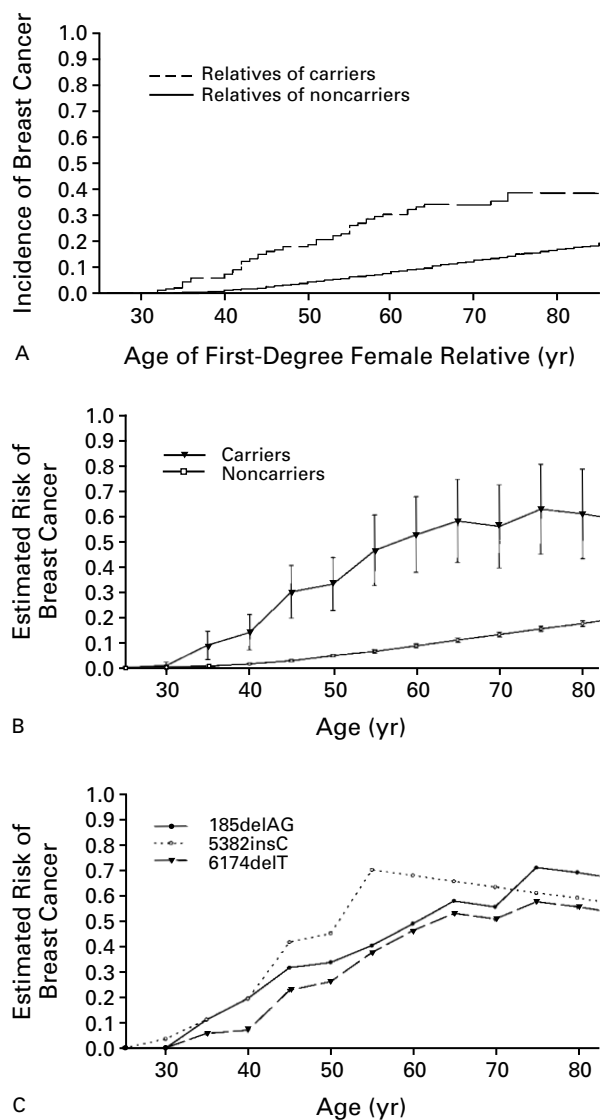 Incidence of Breast Cancer
1.0
0.9
0.8
0.7
0.6
0.5
0.4
0.3
0.2
0.1
0.0
Relatives of carriers
Relatives of noncarriers
30 40 50 60 70 80
A
Age of First-Degree Female Relative (yr)
Estimated Risk of
Breast Cancer
1.0
0.9
0.8
0.7
0.6
0.5
0.4
0.3
0.2
0.1
0.0
Carriers
Noncarriers
30 40 50 60 70 80
Age (yr)
B
Estimated Risk of
Breast Cancer
1.0
0.9
0.8
0.7
0.6
0.5
0.4
0.3
0.2
0.1
0.0
185delAG
5382insC
6174delT
30 40 50 60 70 80
Age (yr)
C